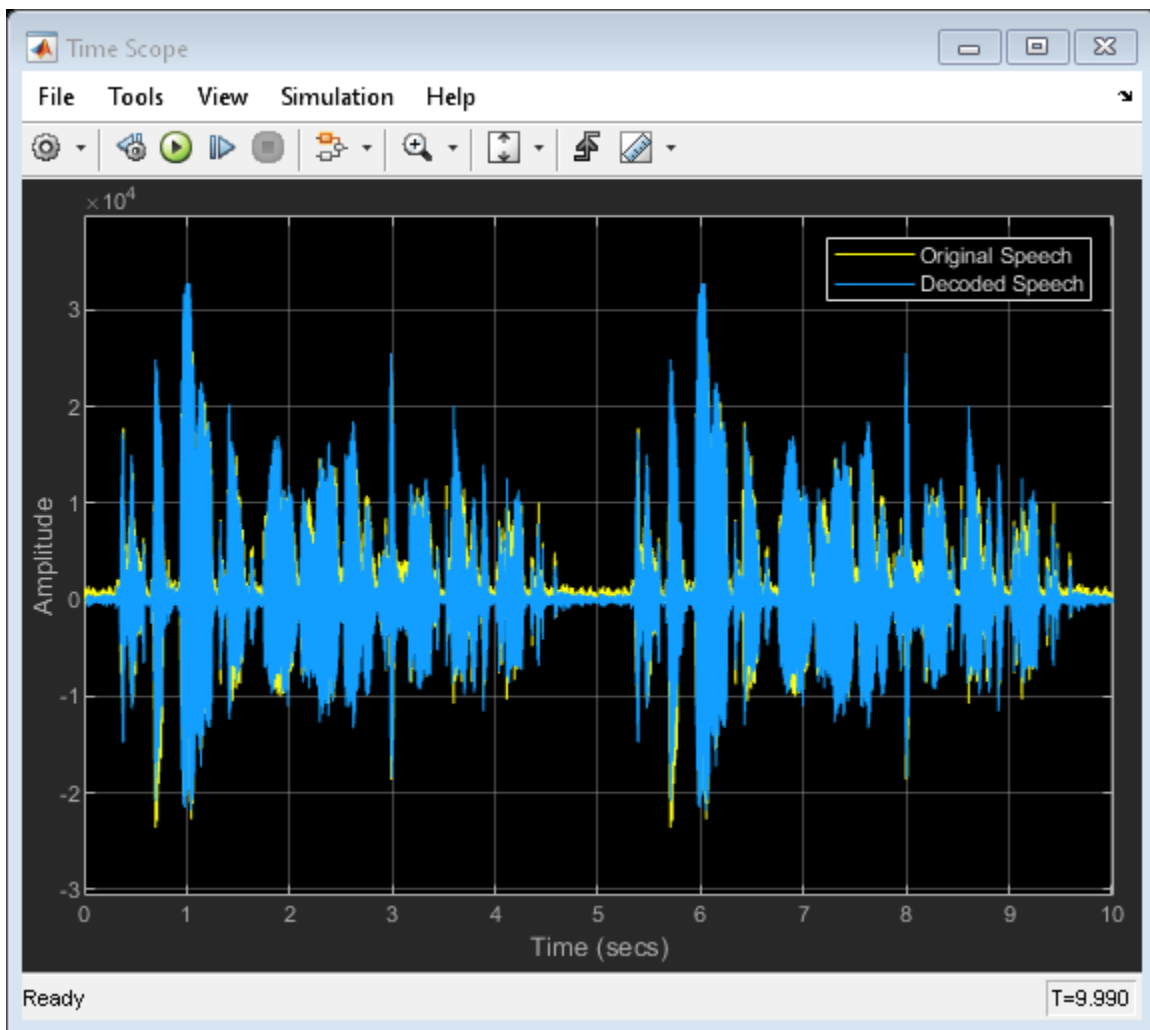 Time Scope
File Tools View Simulation Help
×10⁴
Original Speech
Decoded Speech
3
2
1
0
-1
-2
-3
Amplitude
0 1 2 3 4 5 6 7 8 9 10
Time (secs)
Ready T=9.990